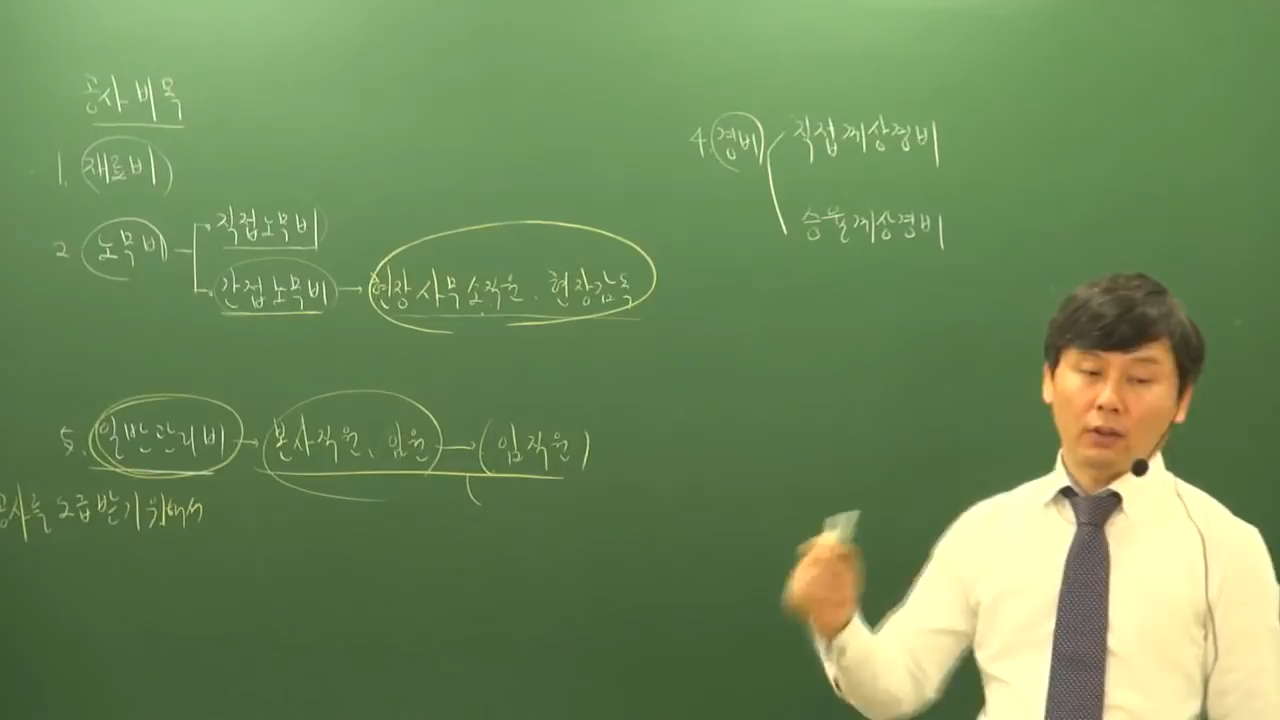 공사비목
1. 재료비
2 노무비 직접노무비
간접노무비 → 현장사무소직원. 현장감독
5. 일반관리비 → 본사직원, 임원 → (임직원)
공사를 도급받기위해서
4. 경비 직접계상경비
승율계상경비